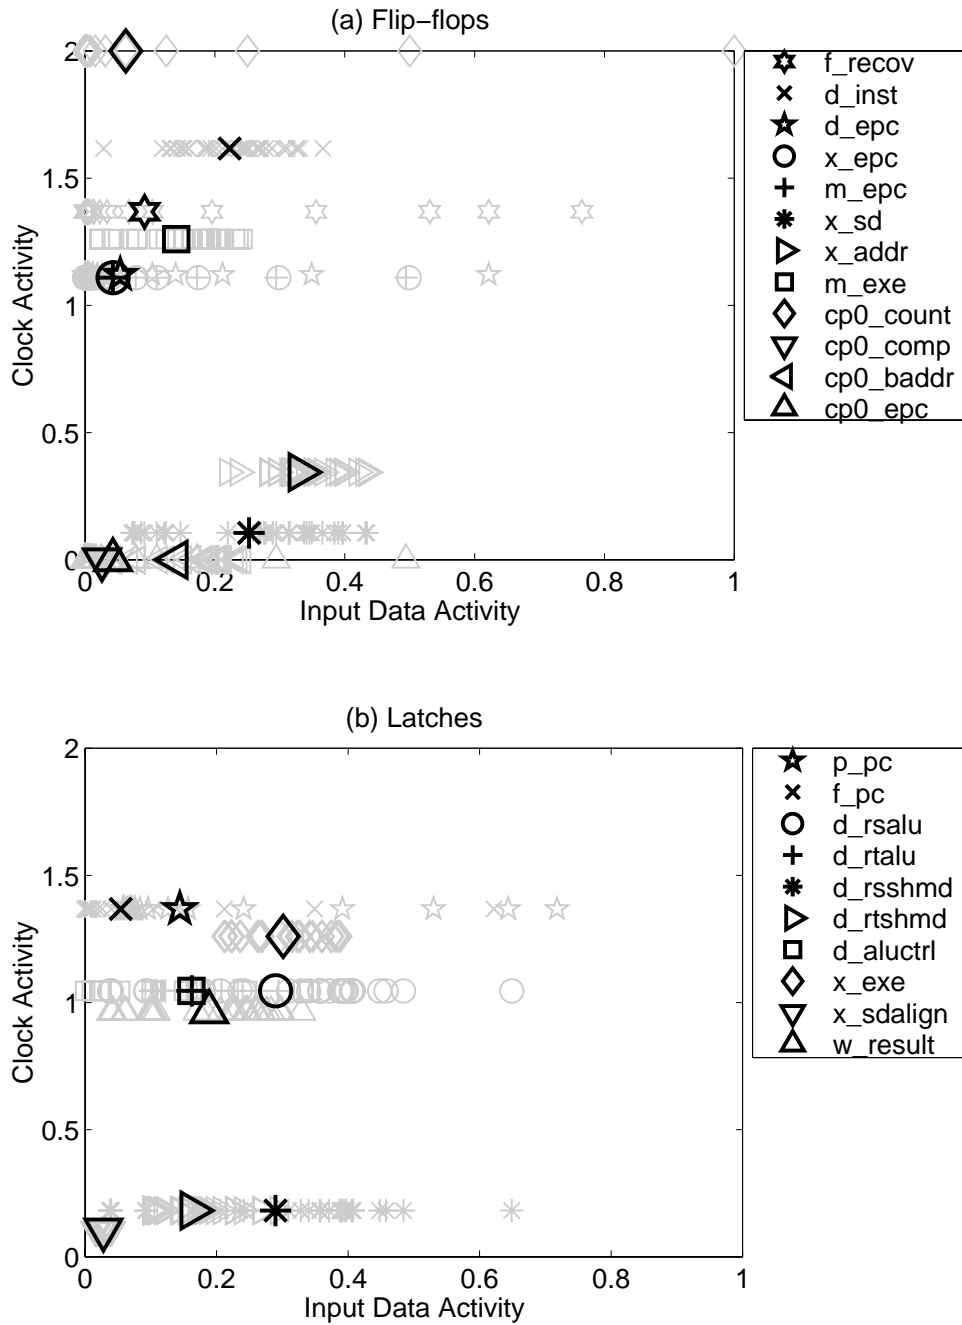 (a) Flip−flops
2
1.5
1
0.5
0
Clock Activity
0
0.2
0.4
0.6
0.8
1
Input Data Activity
f_recov
d_inst
d_epc
x_epc
m_epc
x_sd
x_addr
m_exe
cp0_count
cp0_comp
cp0_baddr
cp0_epc
(b) Latches
2
1.5
1
0.5
0
Clock Activity
0
0.2
0.4
0.6
0.8
1
Input Data Activity
p_pc
f_pc
d_rsalu
d_rtalu
d_rsshmd
d_rtshmd
d_aluctrl
x_exe
x_sdalign
w_result